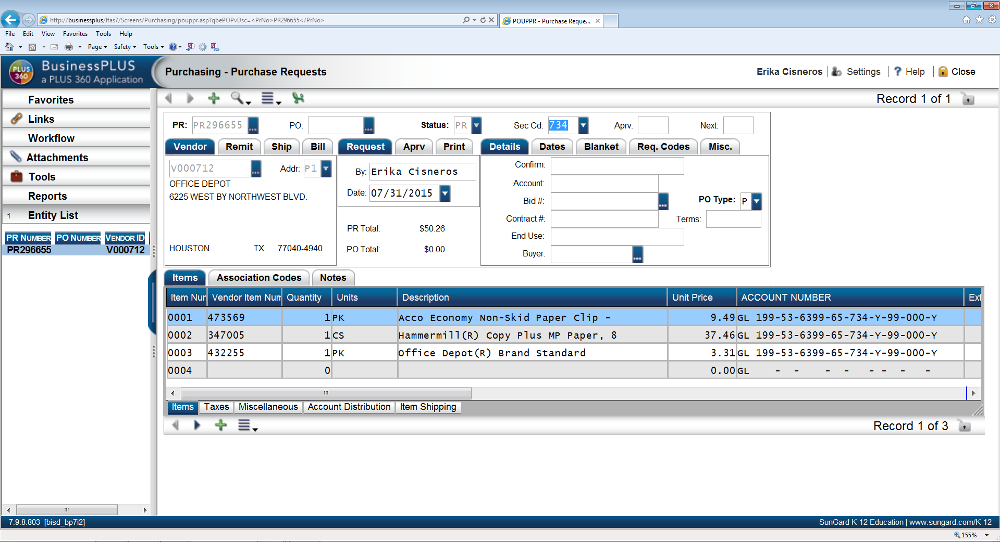 http://businessplus/Ifas7/Screens/Purchasing/pouppr.asp?qbePOPvDsc=<PrNo>PR296655</PrNo>
POUPPR - Purchase Reque...
File Edit View Favorites Tools Help
Page Safety Tools
PLUS 360
BusinessPLUS
a PLUS 360 Application
Purchasing - Purchase Requests
Erika Cisneros Settings Help Close
Favorites
Links
Workflow
Attachments
Tools
Reports
1 Entity List
PR NUMBER PO NUMBER VENDOR ID
PR296655 V000712
Record 1 of 1
PR: PR296655 PO: Status: PR Sec Cd: 734 Aprv: Next:
Vendor Remit Ship Bill Request Aprv Print Details Dates Blanket Req. Codes Misc.
V000712 Addr: P1
OFFICE DEPOT
6225 WEST BY NORTHWEST BLVD.
HOUSTON TX 77040-4940
By: Erika Cisneros
Date: 07/31/2015
PR Total: $50.26
PO Total: $0.00
Confirm:
Account:
Bid #: PO Type: P
Contract #: Terms:
End Use:
Buyer:
Items Association Codes Notes
Item Num Vendor Item Num Quantity Units Description Unit Price ACCOUNT NUMBER Ext
0001 473569 1 PK Acco Economy Non-Skid Paper Clip - 9.49 GL 199-53-6399-65-734-Y-99-000-Y
0002 347005 1 CS Hammermill(R) Copy Plus MP Paper, 8 37.46 GL 199-53-6399-65-734-Y-99-000-Y
0003 432255 1 PK Office Depot(R) Brand Standard 3.31 GL 199-53-6399-65-734-Y-99-000-Y
0004 0 0.00 GL - - - - - - - -
Items Taxes Miscellaneous Account Distribution Item Shipping
Record 1 of 3
7.9.8.803 [bisd_bp7i2]
SunGard K-12 Education | www.sungard.com/K-12
155%